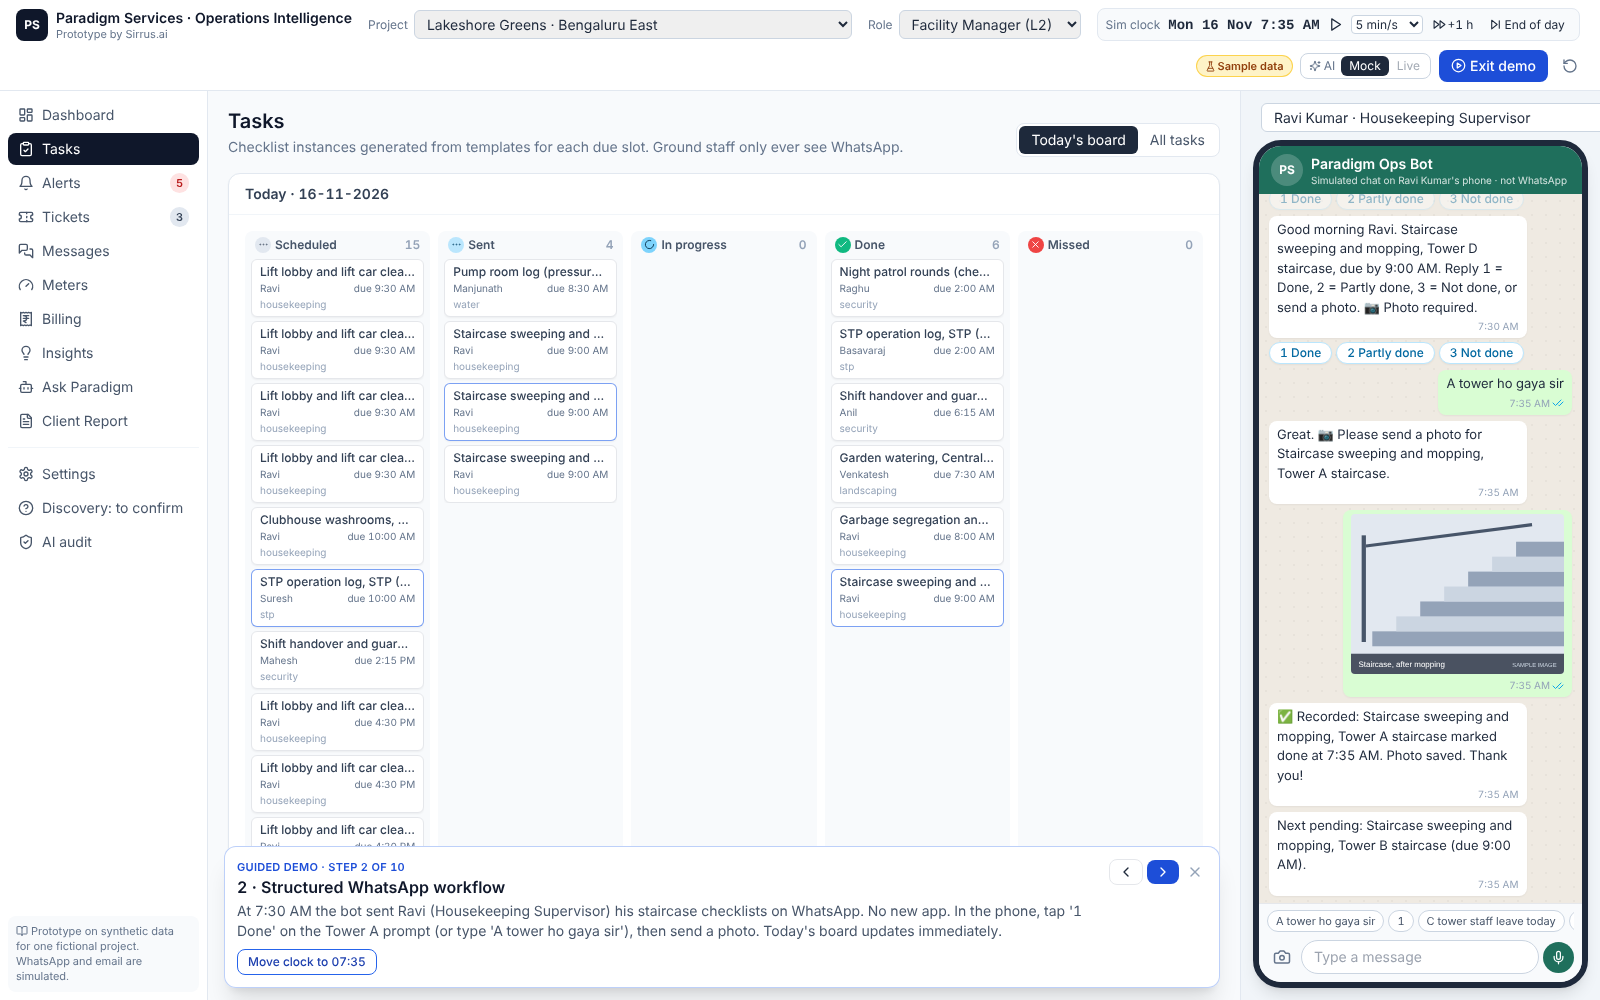 PS
Paradigm Services · Operations Intelligence
Prototype by Sirrus.ai
Project
Lakeshore Greens · Bengaluru East
Role
Facility Manager (L2)
Sim clock Mon 16 Nov 7:35 AM
5 min/s
+1 h
End of day
Sample data
AI
Mock
Live
Exit demo
Dashboard
Tasks
Alerts 5
Tickets 3
Messages
Meters
Billing
Insights
Ask Paradigm
Client Report
Settings
Discovery: to confirm
AI audit
Prototype on synthetic data
for one fictional project.
WhatsApp and email are
simulated.
Tasks
Checklist instances generated from templates for each due slot. Ground staff only ever see WhatsApp.
Today's board
All tasks
Today · 16-11-2026
Scheduled 15
Lift lobby and lift car clea...
Ravi due 9:30 AM
housekeeping
Lift lobby and lift car clea...
Ravi due 9:30 AM
housekeeping
Lift lobby and lift car clea...
Ravi due 9:30 AM
housekeeping
Lift lobby and lift car clea...
Ravi due 9:30 AM
housekeeping
Clubhouse washrooms, ...
Ravi due 10:00 AM
housekeeping
STP operation log, STP (...
Suresh due 10:00 AM
stp
Shift handover and guar...
Mahesh due 2:15 PM
security
Lift lobby and lift car clea...
Ravi due 4:30 PM
housekeeping
Lift lobby and lift car clea...
Ravi due 4:30 PM
housekeeping
Lift lobby and lift car clea...
Ravi due 4:30 PM
Sent 4
Pump room log (pressur...
Manjunath due 8:30 AM
water
Staircase sweeping and ...
Ravi due 9:00 AM
housekeeping
Staircase sweeping and ...
Ravi due 9:00 AM
housekeeping
Staircase sweeping and ...
Ravi due 9:00 AM
housekeeping
In progress 0
Done 6
Night patrol rounds (che...
Raghu due 2:00 AM
security
STP operation log, STP (...
Basavaraj due 2:00 AM
stp
Shift handover and guar...
Anil due 6:15 AM
security
Garden watering, Central...
Venkatesh due 7:30 AM
landscaping
Garbage segregation an...
Ravi due 8:00 AM
housekeeping
Staircase sweeping and ...
Ravi due 9:00 AM
housekeeping
Missed 0
GUIDED DEMO · STEP 2 OF 10
2 · Structured WhatsApp workflow
At 7:30 AM the bot sent Ravi (Housekeeping Supervisor) his staircase checklists on WhatsApp. No new app. In the phone, tap '1
Done' on the Tower A prompt (or type 'A tower ho gaya sir'), then send a photo. Today's board updates immediately.
Move clock to 07:35
Ravi Kumar · Housekeeping Supervisor
PS
Paradigm Ops Bot
Simulated chat on Ravi Kumar's phone · not WhatsApp
1 Done 2 Partly done 3 Not done
Good morning Ravi. Staircase
sweeping and mopping, Tower D
staircase, due by 9:00 AM. Reply 1 =
Done, 2 = Partly done, 3 = Not done, or
send a photo. 📷 Photo required.
7:30 AM
1 Done 2 Partly done 3 Not done
A tower ho gaya sir
7:35 AM
Great. 📷 Please send a photo for
Staircase sweeping and mopping,
Tower A staircase.
7:35 AM
Staircase, after mopping SAMPLE IMAGE
7:35 AM
✅ Recorded: Staircase sweeping and
mopping, Tower A staircase marked
done at 7:35 AM. Photo saved. Thank
you!
7:35 AM
Next pending: Staircase sweeping and
mopping, Tower B staircase (due 9:00
AM).
7:35 AM
A tower ho gaya sir
1
C tower staff leave today
Type a message